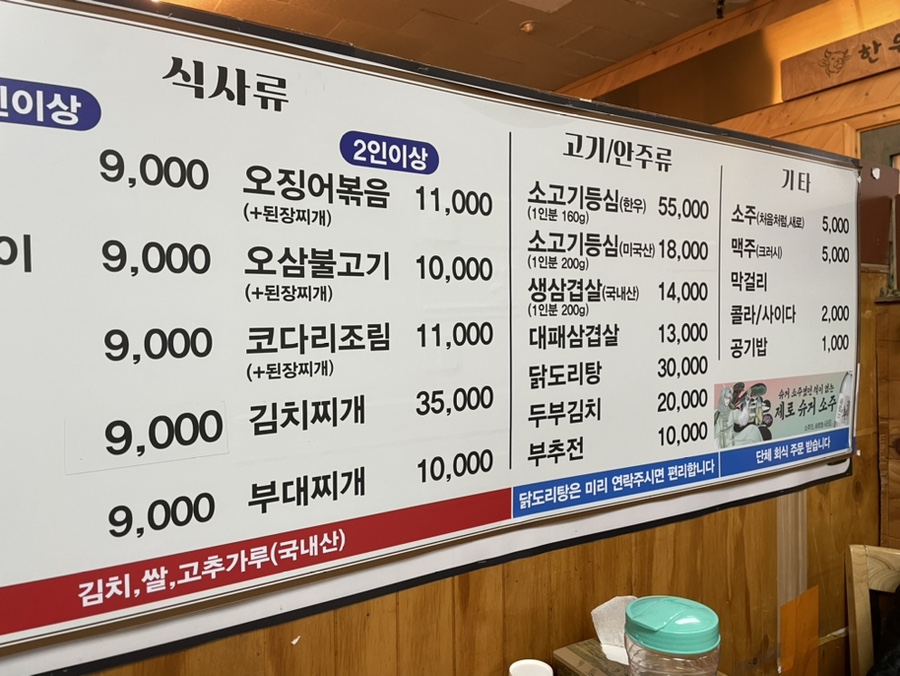 식사류
인이상
9,000
이 9,000
9,000
9,000
9,000
2인이상
오징어볶음 11,000
(+된장찌개)
오삼불고기 10,000
(+된장찌개)
코다리조림 11,000
(+된장찌개)
김치찌개 35,000
부대찌개 10,000
김치,쌀,고추가루(국내산)
고기/안주류
소고기등심(한우) 55,000
(1인분 160g)
소고기등심(미국산) 18,000
(1인분 200g)
생삼겹살(국내산) 14,000
(1인분 200g)
대패삼겹살 13,000
닭도리탕 30,000
두부김치 20,000
부추전 10,000
닭도리탕은 미리 연락주시면 편리합니다
기타
소주(처음처럼,새로) 5,000
맥주(크러시) 5,000
막걸리
콜라/사이다 2,000
공기밥 1,000
제로 슈거 소주
단체 회식 주문 받습니다
한우